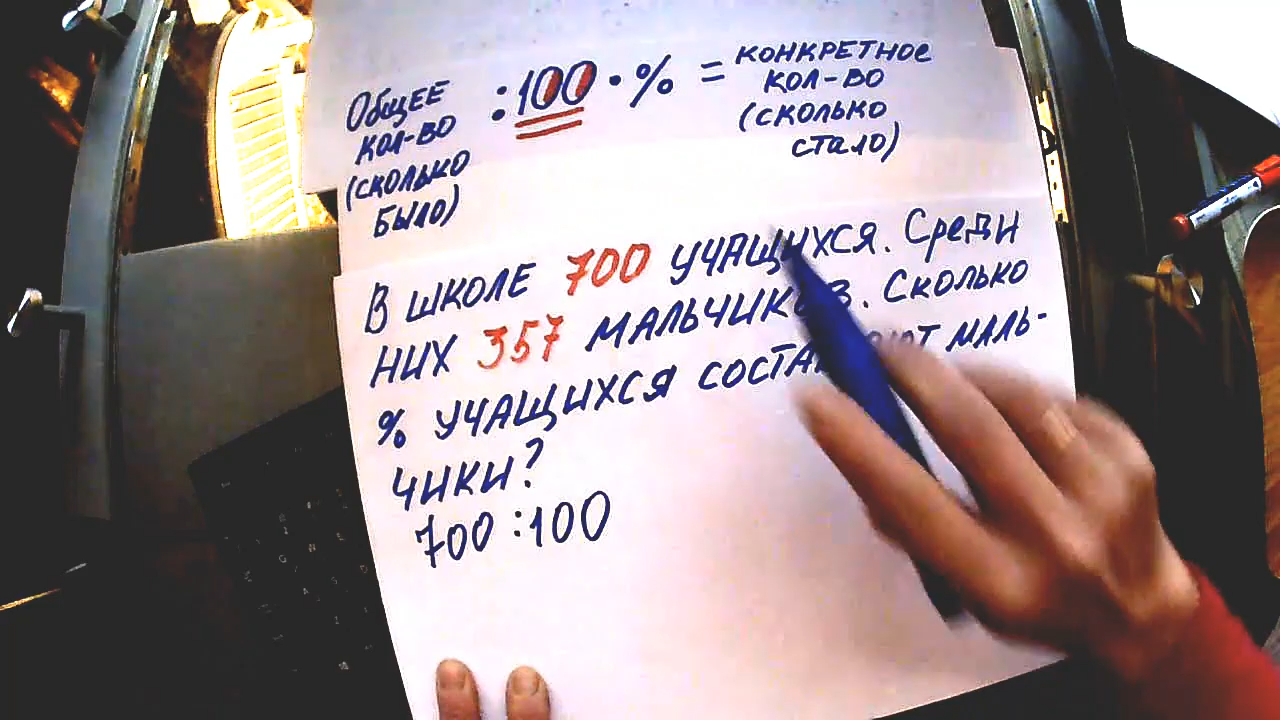 Общее кол-во (сколько было) :100 · % = конкретное кол-во (сколько стало)
В школе 700 учащихся. Среди
них 357 мальчиков. Сколько
% учащихся составляют маль-
чики?
700 :100